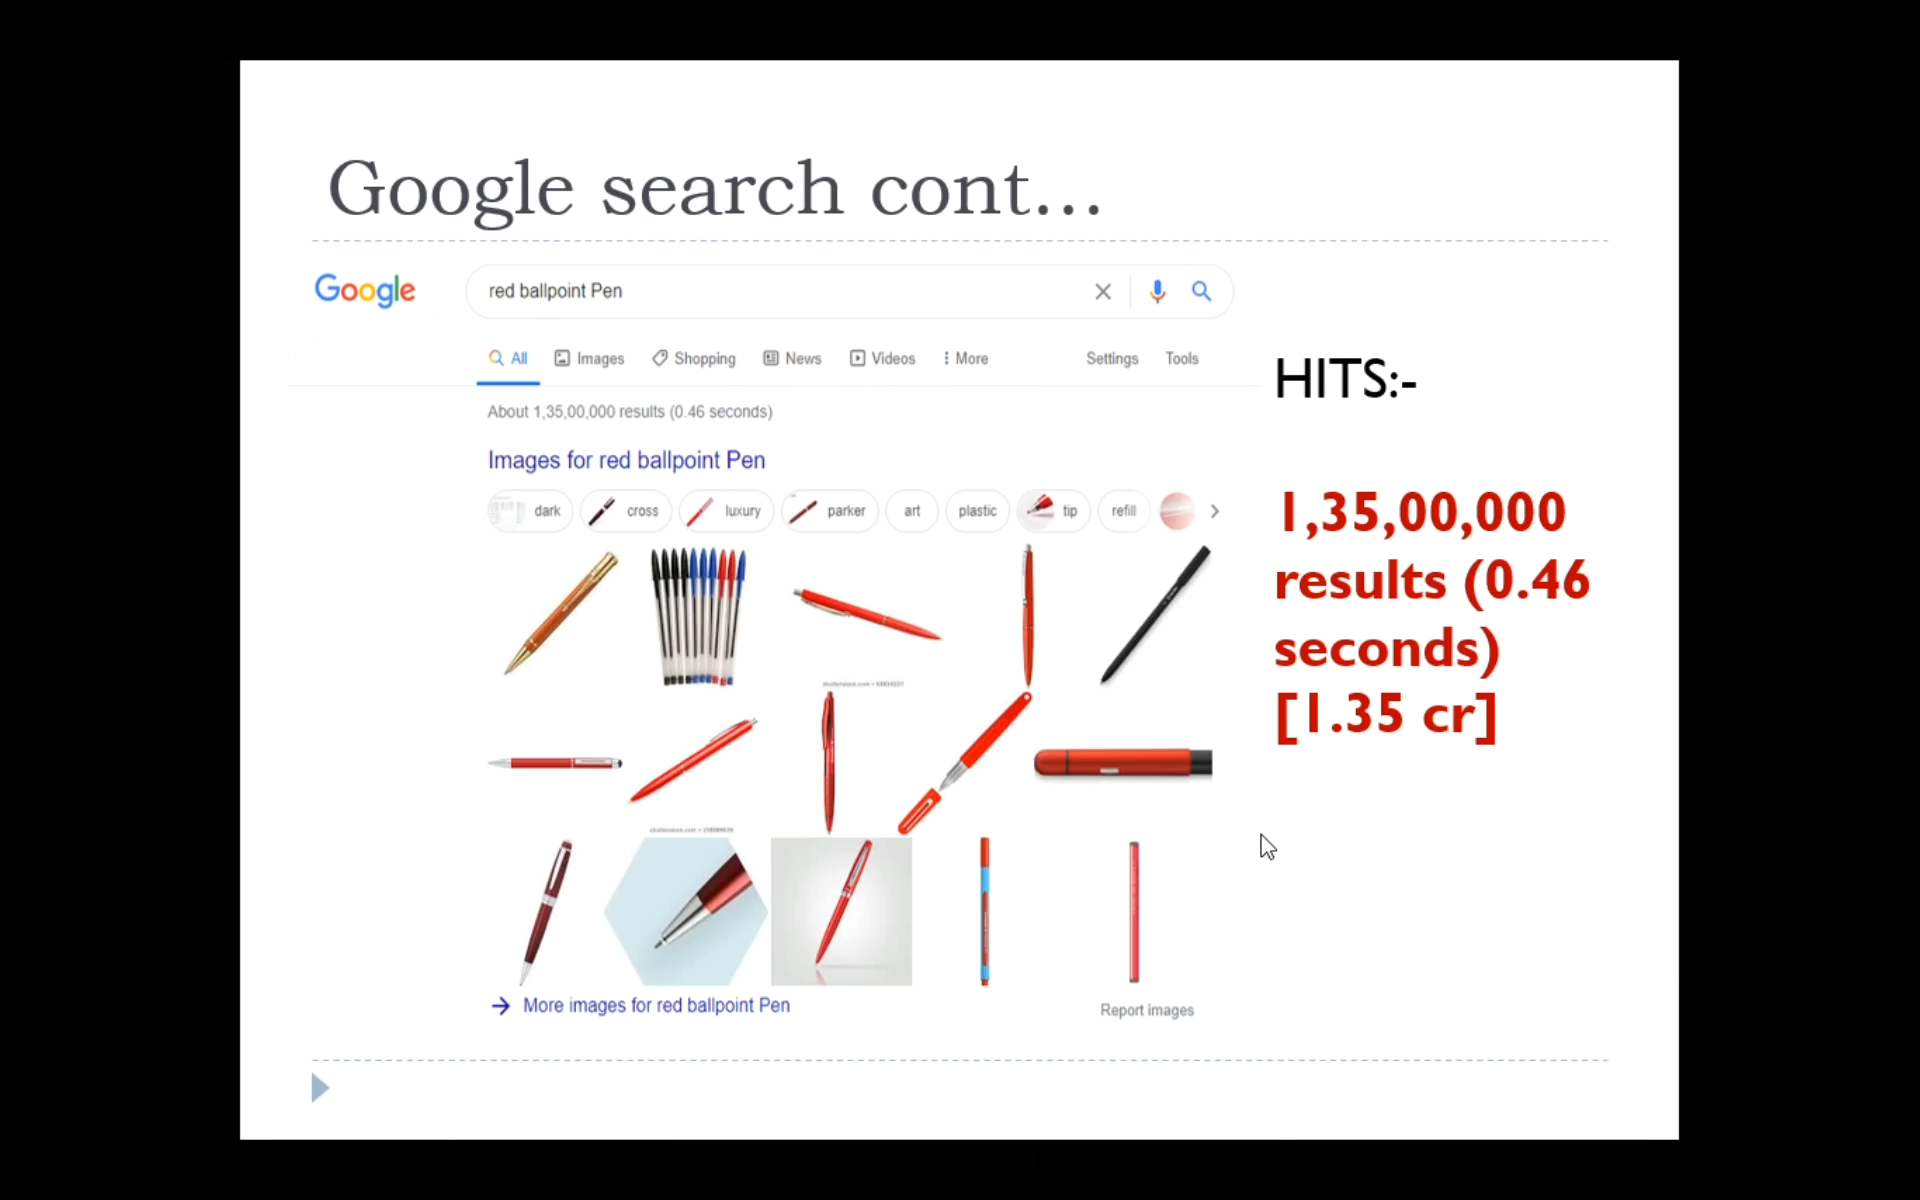 Google search cont...
Google red ballpoint Pen
All Images Shopping News Videos More Settings Tools
About 1,35,00,000 results (0.46 seconds)
Images for red ballpoint Pen
dark cross luxury parker art plastic tip refill
More images for red ballpoint Pen
Report images
HITS:-
1,35,00,000
results (0.46
seconds)
[1.35 cr]